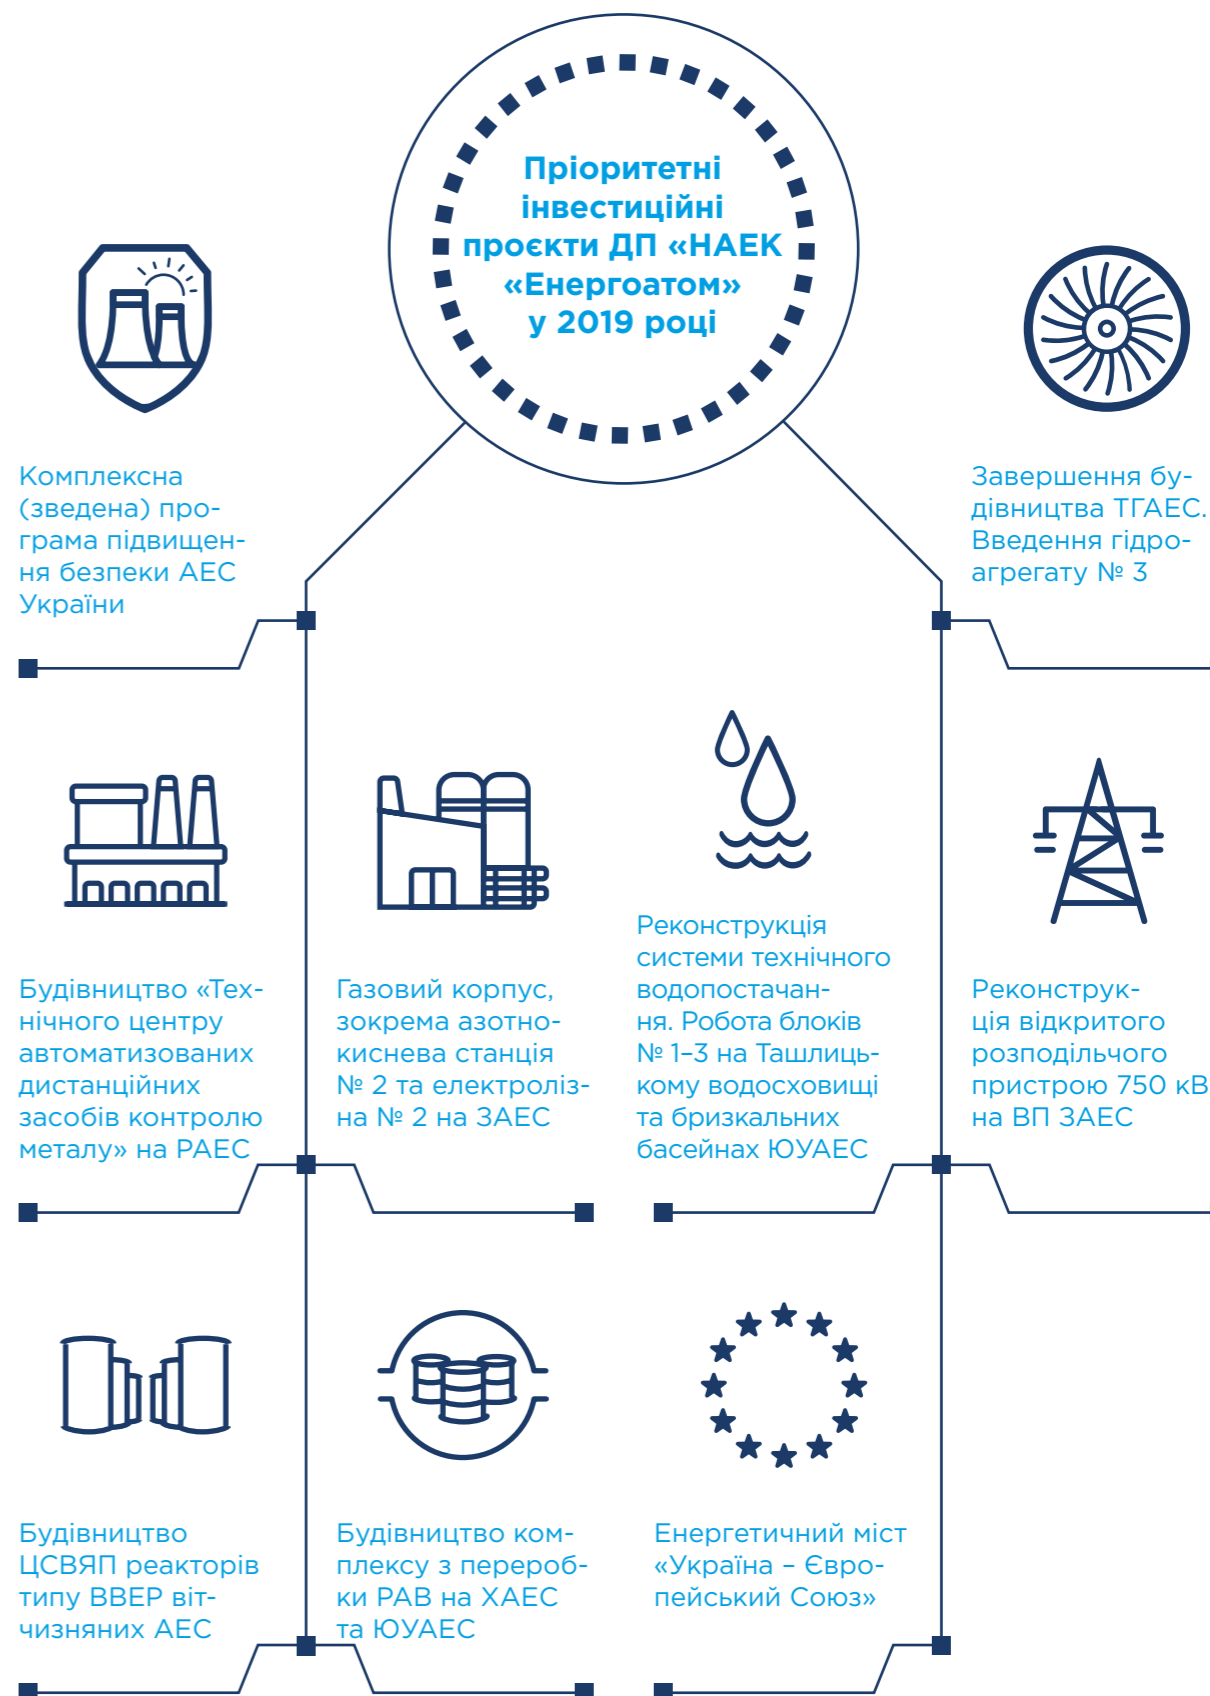 Пріоритетні
інвестиційні
проєкти ДП «НАЕК
«Енергоатом»
у 2019 році
Комплексна
(зведена) про-
грама підвищен-
ня безпеки АЕС
України
Завершення бу-
дівництва ТГАЕС.
Введення гідро-
агрегату № 3
Будівництво «Тех-
нічного центру
автоматизованих
дистанційних
засобів контролю
металу» на РАЕС
Газовий корпус,
зокрема азотно-
киснева станція
№ 2 та електроліз-
на № 2 на ЗАЕС
Реконструкція
системи технічного
водопостачан-
ня. Робота блоків
№ 1–3 на Ташлиць-
кому водосховищі
та бризкальних
басейнах ЮУАЕС
Реконструк-
ція відкритого
розподільчого
пристрою 750 кВ
на ВП ЗАЕС
Будівництво
ЦСВЯП реакторів
типу ВВЕР віт-
чизняних АЕС
Будівництво ком-
плексу з перероб-
ки РАВ на ХАЕС
та ЮУАЕС
Енергетичний міст
«Україна – Євро-
пейський Союз»